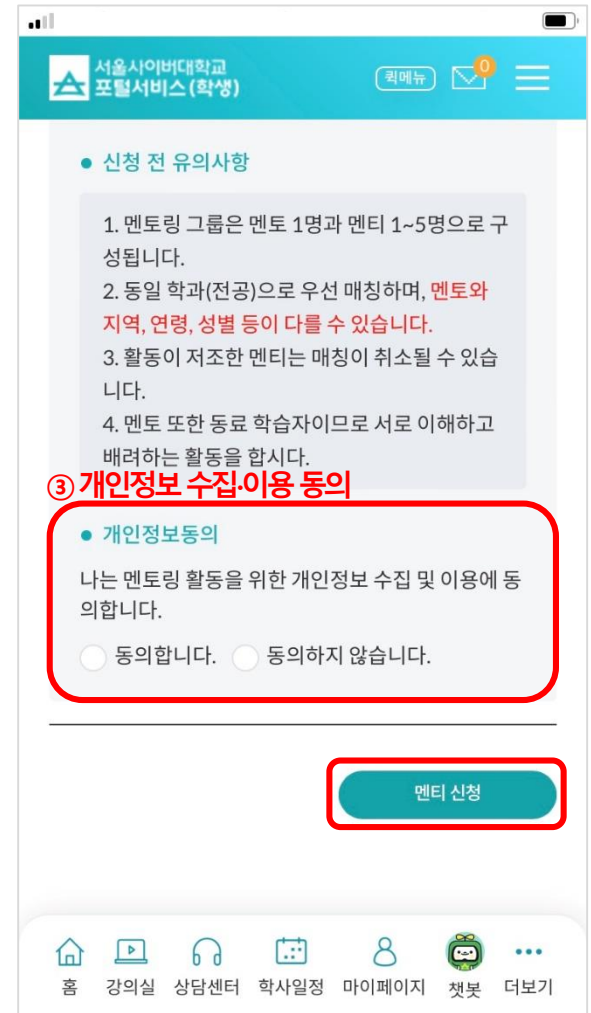 서울사이버대학교
포털서비스(학생)
퀵메뉴
0
신청 전 유의사항
1. 멘토링 그룹은 멘토 1명과 멘티 1~5명으로 구
성됩니다.
2. 동일 학과(전공)으로 우선 매칭하며, 멘토와
지역, 연령, 성별 등이 다를 수 있습니다.
3. 활동이 저조한 멘티는 매칭이 취소될 수 있습
니다.
4. 멘토 또한 동료 학습자이므로 서로 이해하고
배려하는 활동을 합시다.
③ 개인정보 수집·이용 동의
개인정보동의
나는 멘토링 활동을 위한 개인정보 수집 및 이용에 동
의합니다.
동의합니다. 동의하지 않습니다.
멘티 신청
홈 강의실 상담센터 학사일정 마이페이지 챗봇 더보기